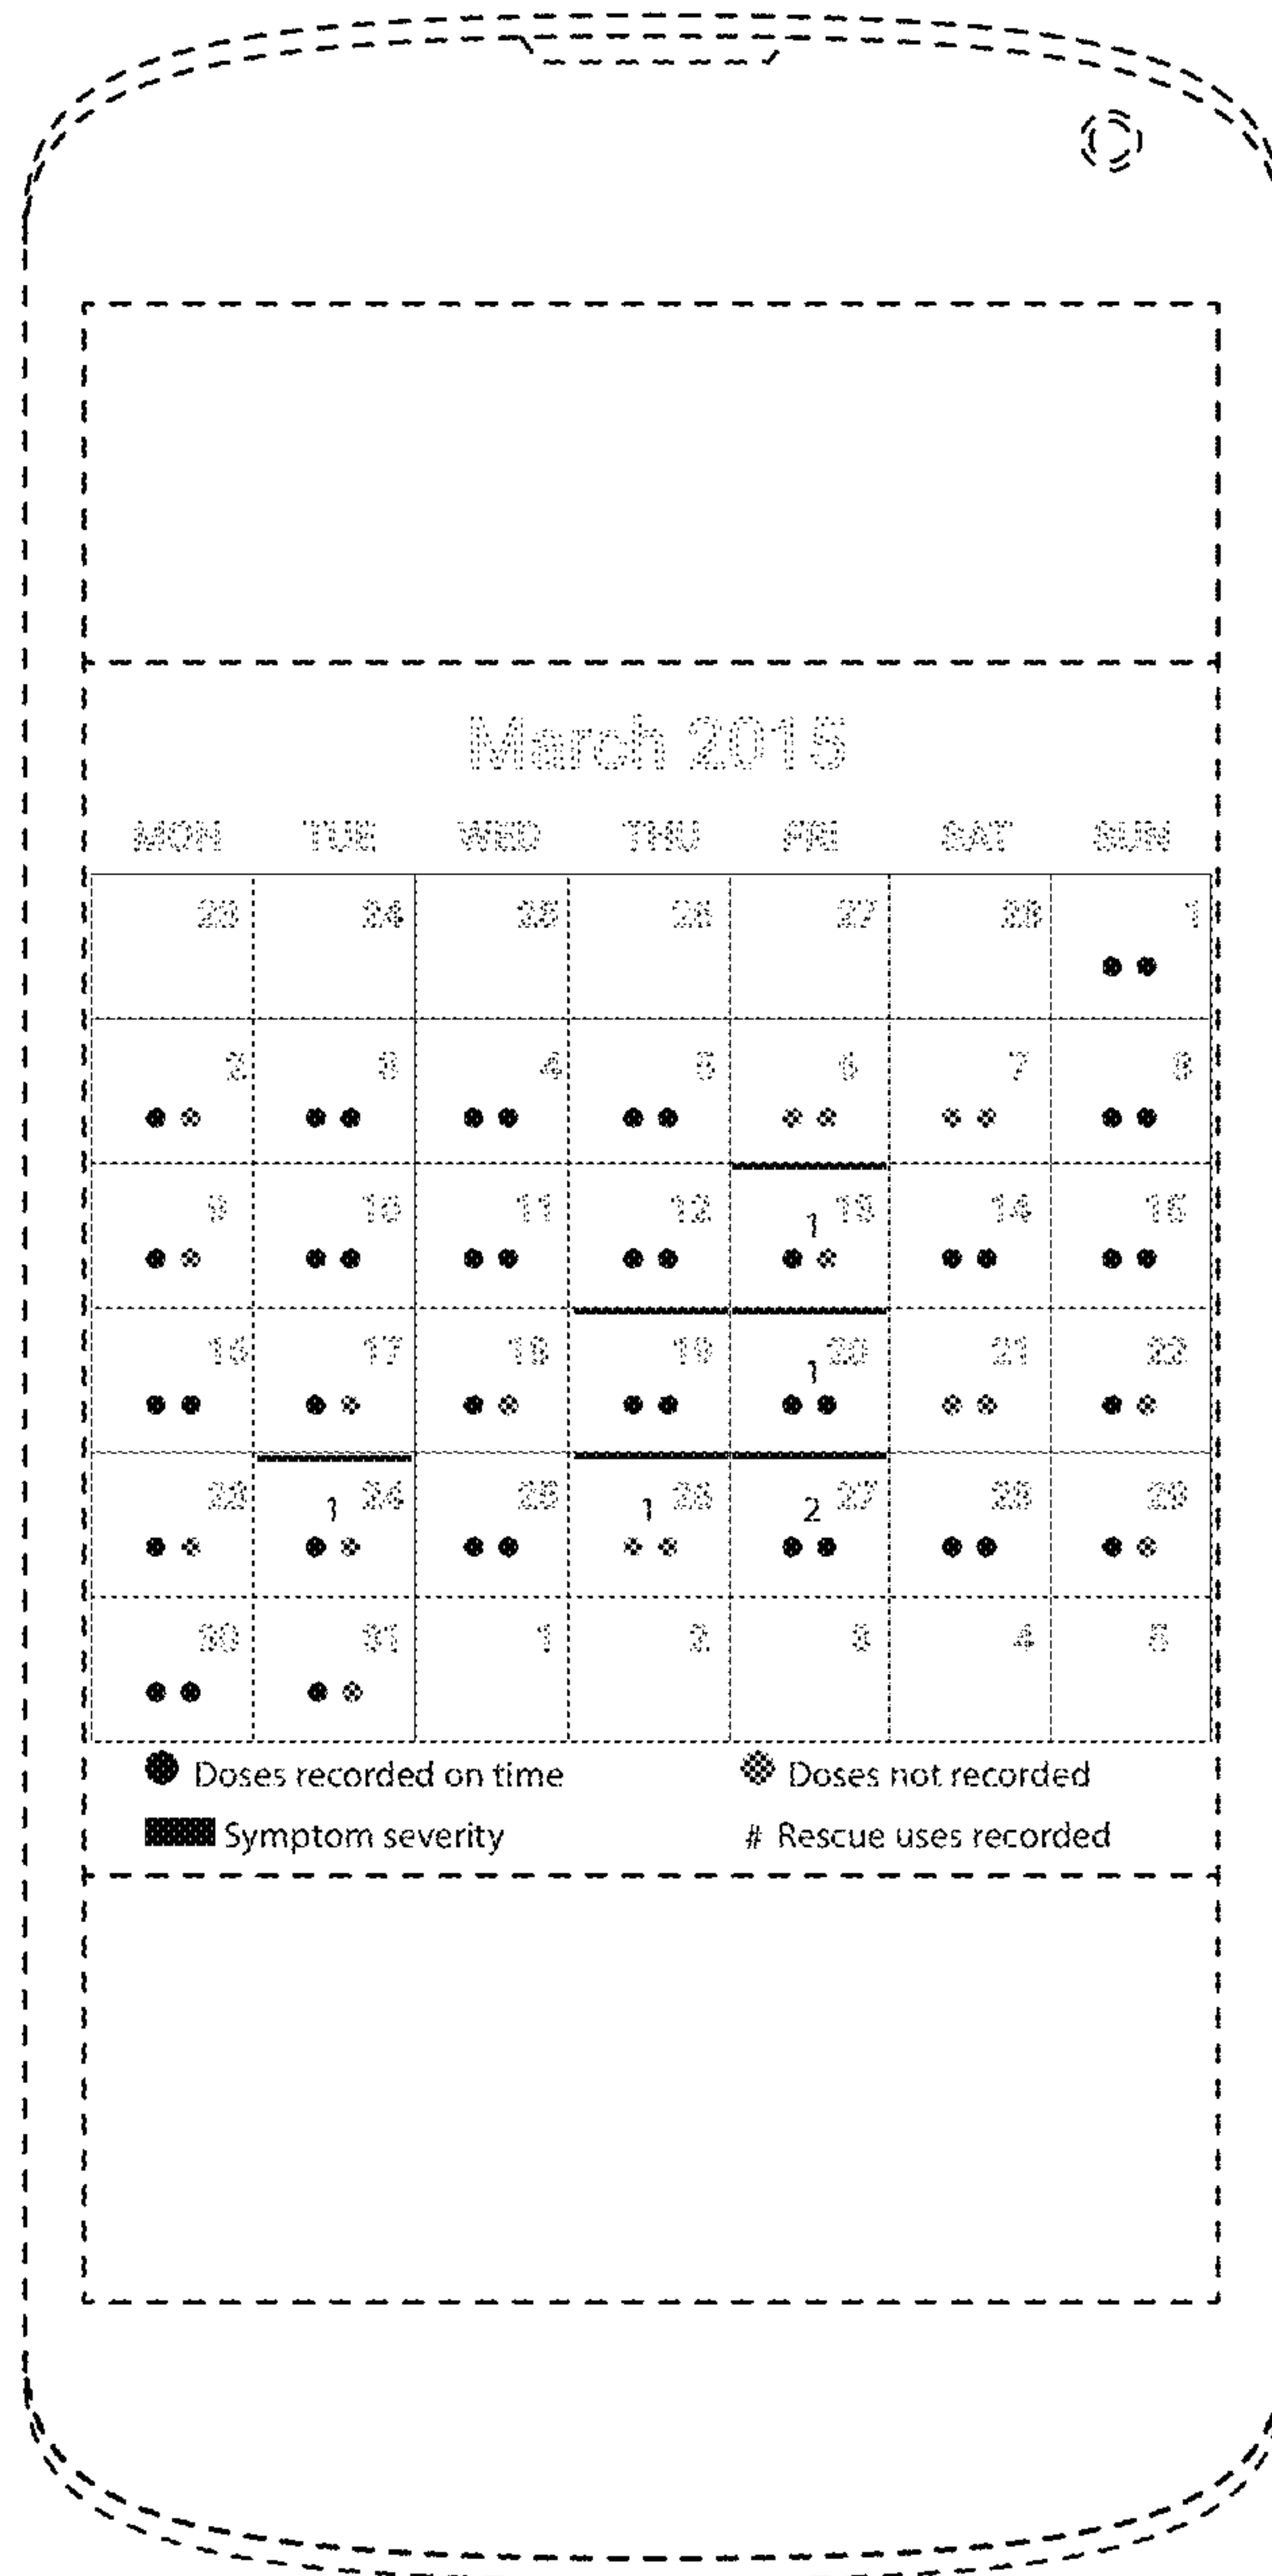 March 2015
MON TUE WED THU FRI SAT SUN
23 24 25 26 27 28 1
2 3 4 5 6 7 8
9 10 11 12 1 13 14 15
16 17 18 19 1 20 21 22
23 1 24 25 1 26 2 27 28 29
30 31 1 2 3 4 5
Doses recorded on time Doses not recorded
Symptom severity # Rescue uses recorded